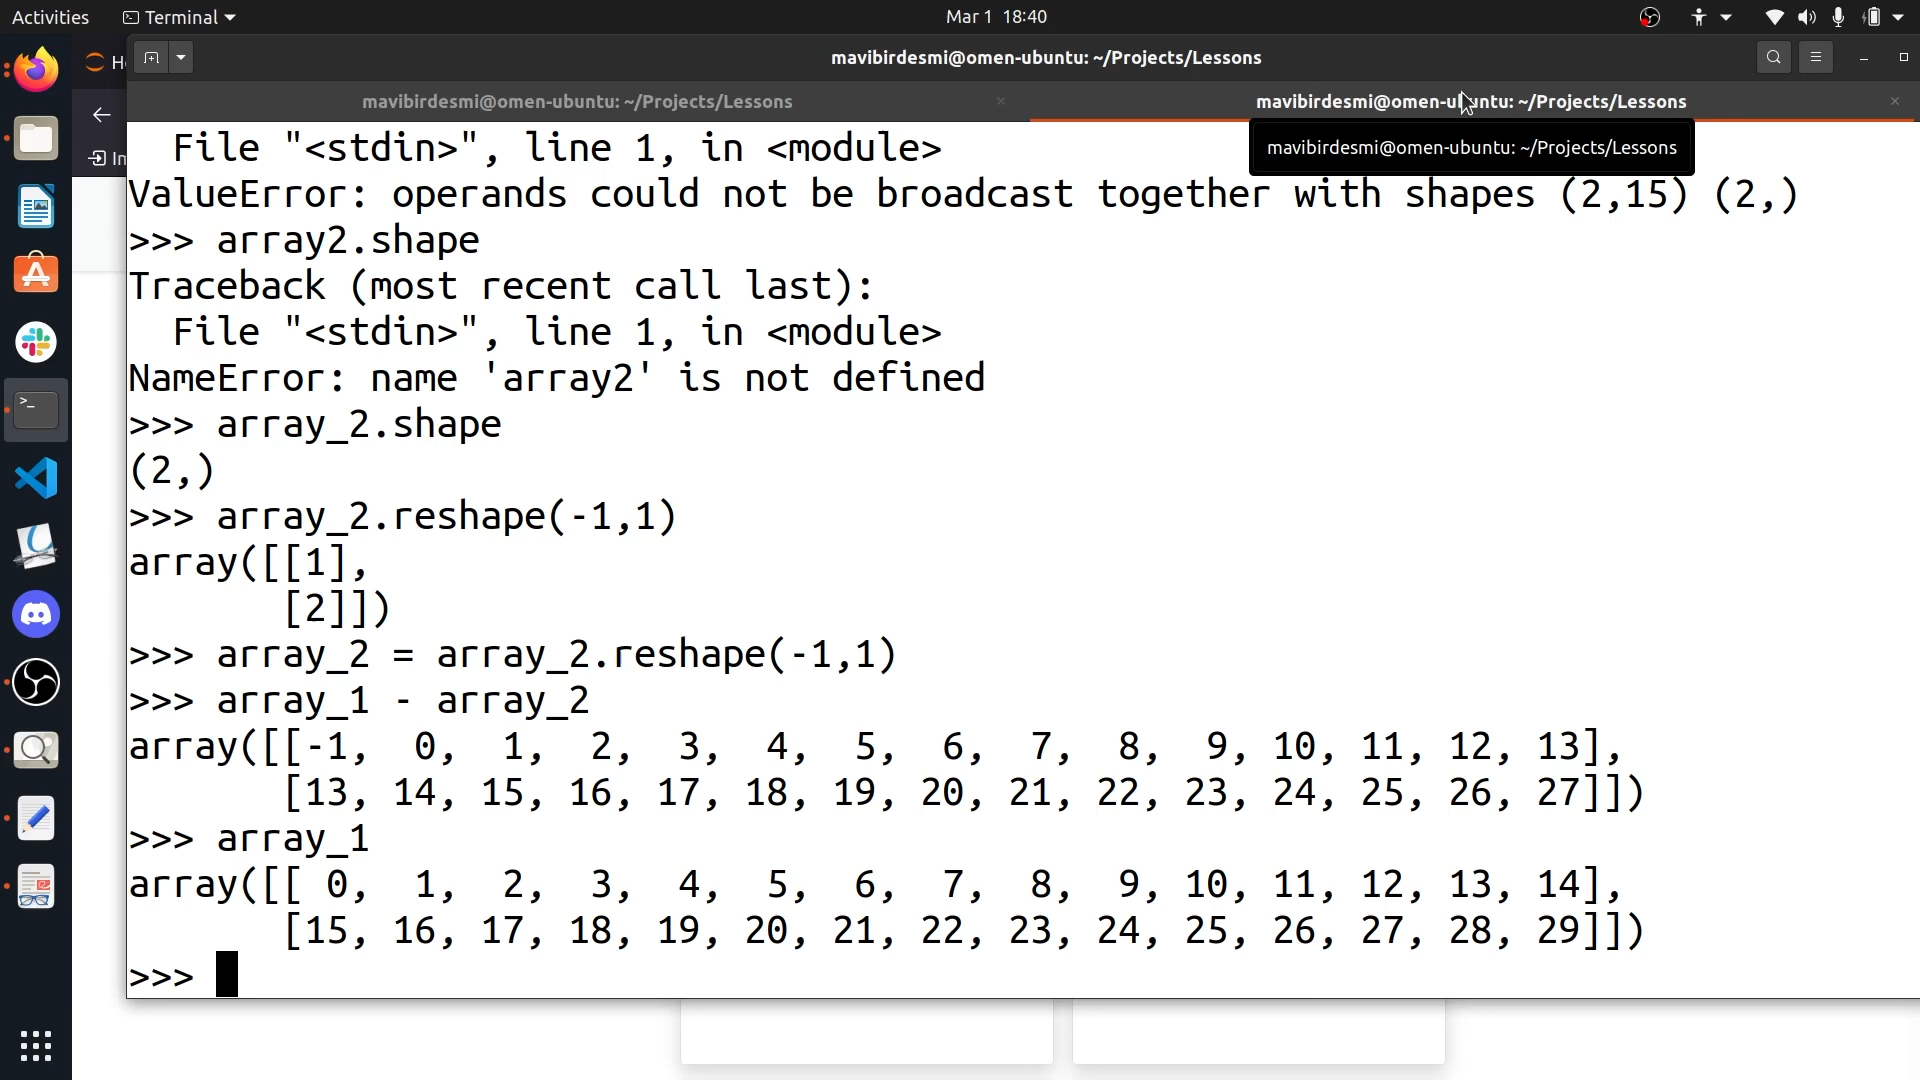 Activities
Terminal
Mar 1 18:40
mavibirdesmi@omen-ubuntu: ~/Projects/Lessons
mavibirdesmi@omen-ubuntu: ~/Projects/Lessons
mavibirdesmi@omen-ubuntu: ~/Projects/Lessons
mavibirdesmi@omen-ubuntu: ~/Projects/Lessons
  File "<stdin>", line 1, in <module>
ValueError: operands could not be broadcast together with shapes (2,15) (2,)
>>> array2.shape
Traceback (most recent call last):
  File "<stdin>", line 1, in <module>
NameError: name 'array2' is not defined
>>> array_2.shape
(2,)
>>> array_2.reshape(-1,1)
array([[1],
       [2]])
>>> array_2 = array_2.reshape(-1,1)
>>> array_1 - array_2
array([[-1,  0,  1,  2,  3,  4,  5,  6,  7,  8,  9, 10, 11, 12, 13],
       [13, 14, 15, 16, 17, 18, 19, 20, 21, 22, 23, 24, 25, 26, 27]])
>>> array_1
array([[ 0,  1,  2,  3,  4,  5,  6,  7,  8,  9, 10, 11, 12, 13, 14],
       [15, 16, 17, 18, 19, 20, 21, 22, 23, 24, 25, 26, 27, 28, 29]])
>>>